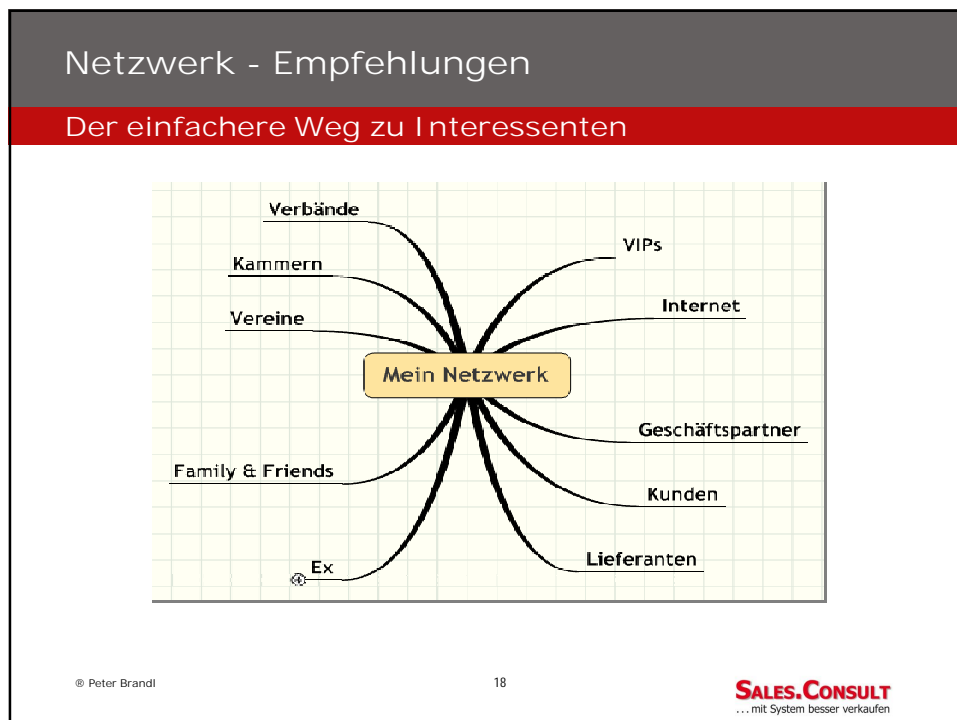 Netzwerk - Empfehlungen
Der einfachere Weg zu Interessenten
Verbände
Kammern
Vereine
VIPs
Internet
Mein Netzwerk
Geschäftspartner
Family & Friends
Kunden
Ex
Lieferanten
® Peter Brandl
18
SALES.CONSULT
...mit System besser verkaufen